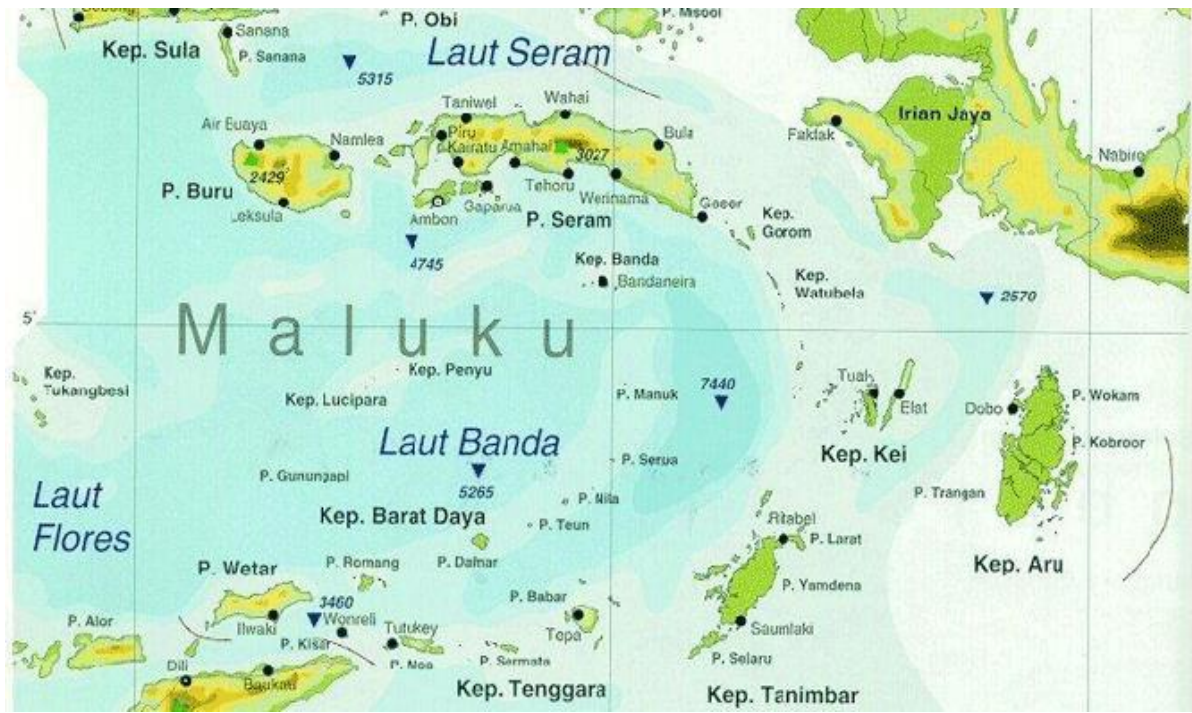 P. Obi
P. Misool
Sanana
Kep. Sula
P. Sanana
Laut Seram
5315
Taniwel
Wahai
Irian Jaya
Air Buaya
Namlea
Piru
Kairatu
Amahai
3027
Bula
Fakfak
Nabire
2429
P. Buru
Leksula
Tehoru
Werinama
Ambon
Saparua
P. Seram
Geser
Kep.
Gorom
4745
Kep. Banda
Bandaneira
Kep.
Watubela
2570
5°
Maluku
Kep.
Tukangbesi
Kep. Penyu
Kep. Lucipara
P. Manuk
7440
Tual
Elat
Dobo
P. Wokam
Laut Banda
Kep. Kei
P. Kobroor
P. Serua
P. Gunungapi
5265
P. Nila
P. Trangan
Laut
Flores
Kep. Barat Daya
P. Teun
Ritabel
P. Larat
P. Wetar
P. Romang
P. Damar
Kep. Aru
P. Yamdena
3460
P. Babar
Ilwaki
Wonreli
P. Alor
P. Kisar
Tutukey
Tepa
Saumlaki
Dili
P. Moa
P. Sermata
P. Selaru
Baukau
Kep. Tenggara
Kep. Tanimbar